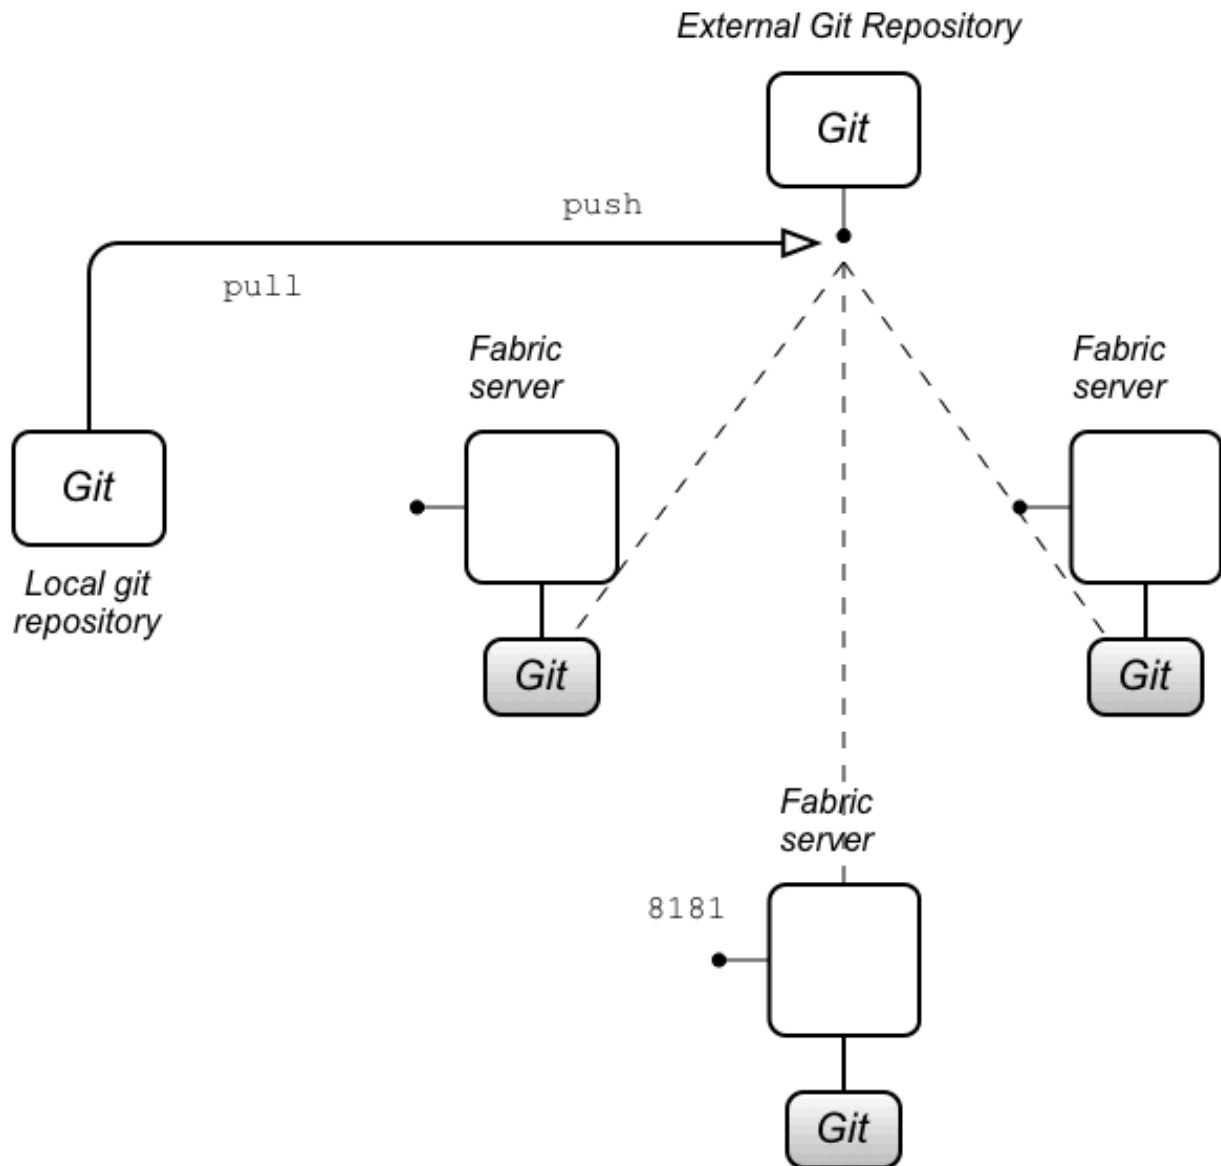 External Git Repository
Git
push
pull
Fabric
server
Fabric
server
Git
Local git
repository
Git
Git
Fabric
server
8181
Git